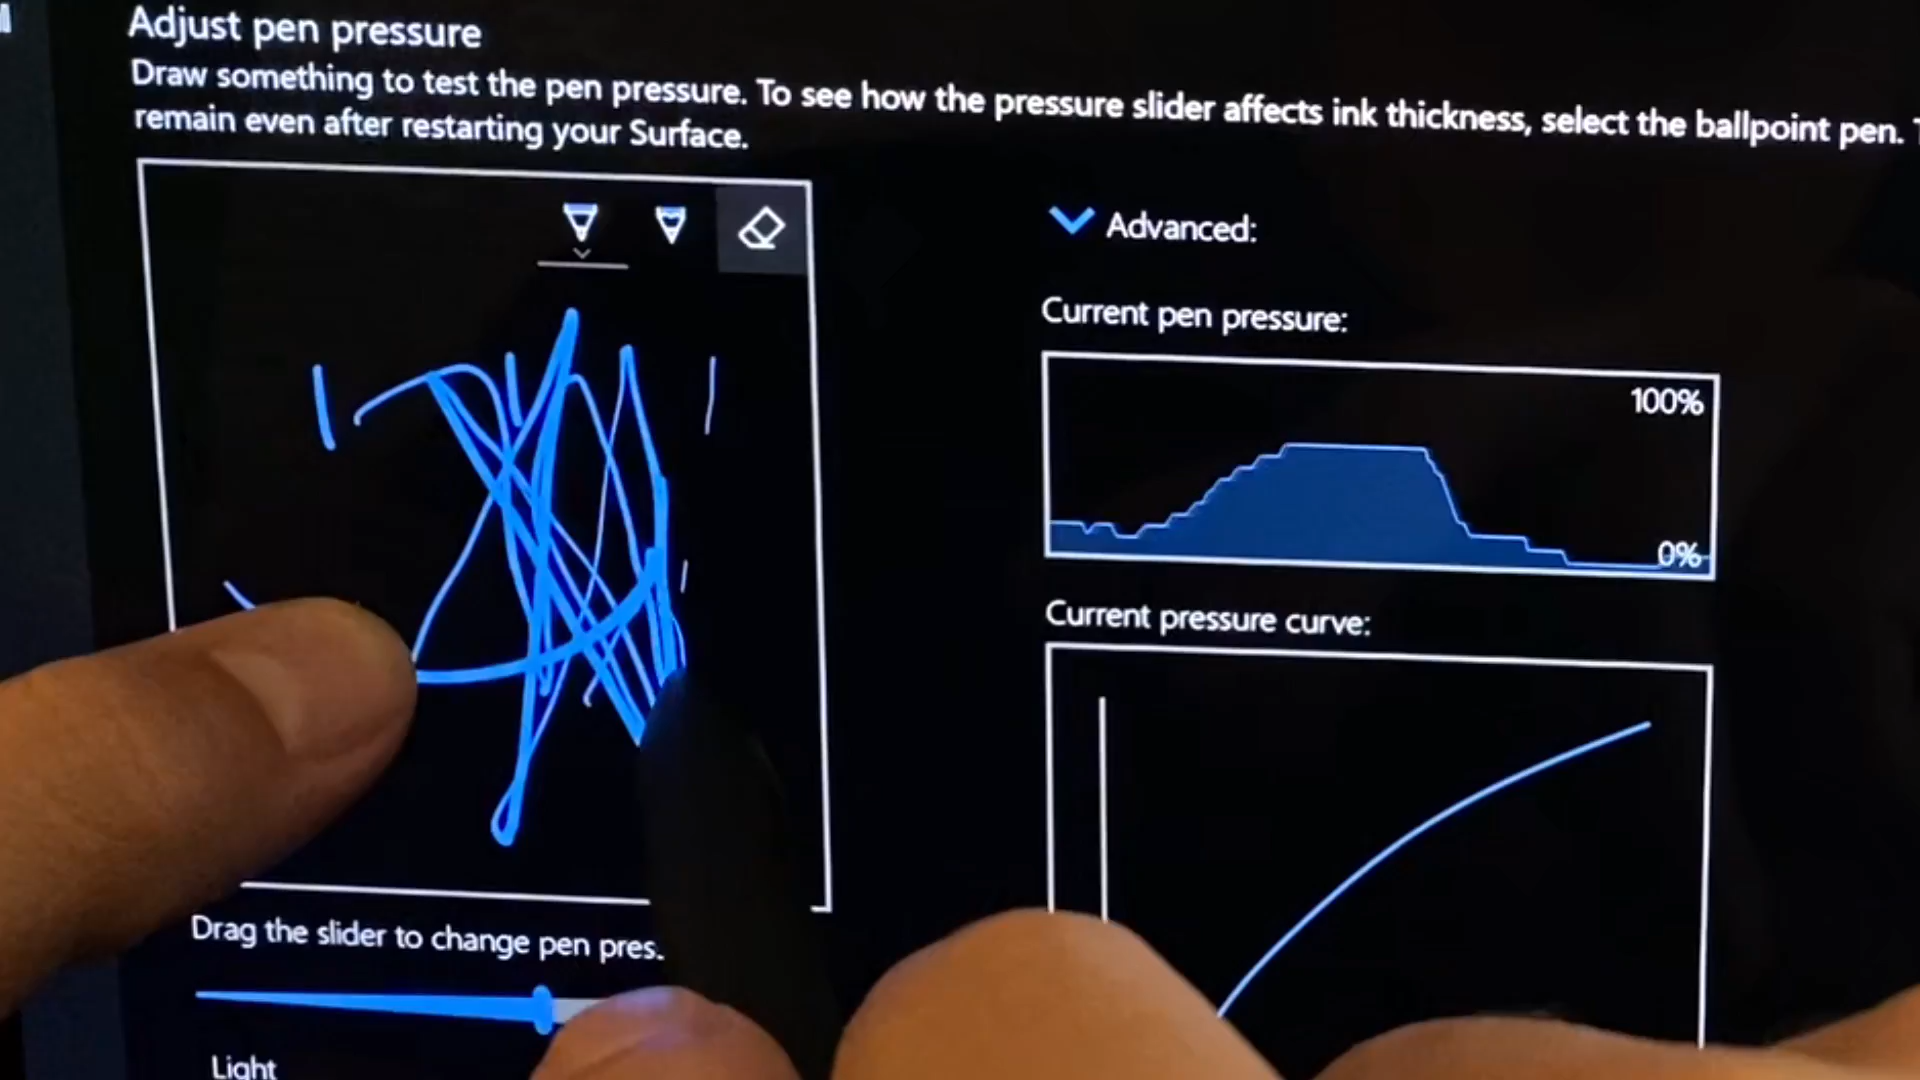 Adjust pen pressure
Draw something to test the pen pressure. To see how the pressure slider affects ink thickness, select the ballpoint pen.
remain even after restarting your Surface.
Advanced:
Current pen pressure:
100%
0%
Current pressure curve:
Drag the slider to change pen pres.
Light